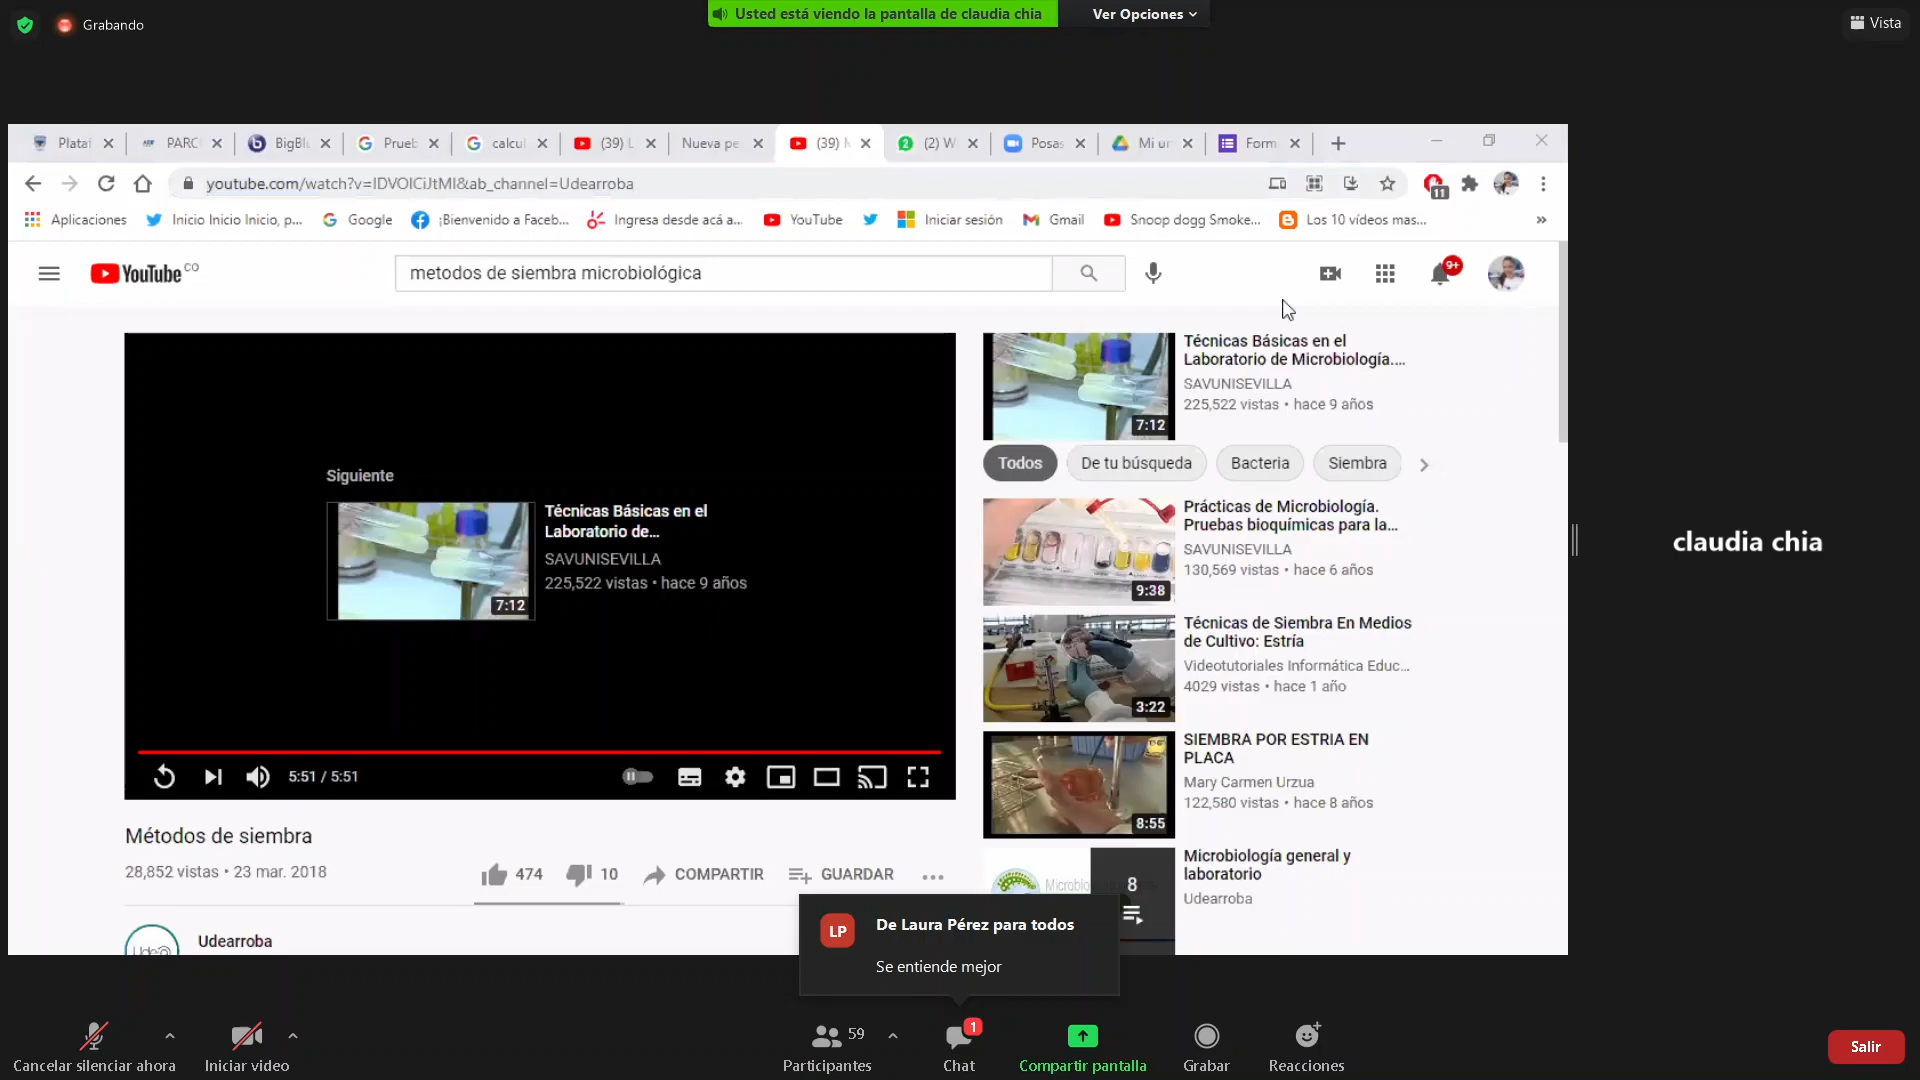 Grabando
Usted está viendo la pantalla de claudia chia
Ver Opciones
Vista
Plataf
PARC
BigBlu
Prueb
calcul
(39) L
Nueva pe
(39) M
(2) W
Posas
Mi un
Form
youtube.com/watch?v=IDVOlCiJtMI&ab_channel=Udearroba
11
Aplicaciones
Inicio Inicio Inicio, p...
Google
¡Bienvenido a Faceb...
Ingresa desde acá a...
YouTube
Iniciar sesión
Gmail
Snoop dogg Smoke...
Los 10 vídeos mas...
»
YouTube CO
metodos de siembra microbiológica
9+
Siguiente
Técnicas Básicas en el
Laboratorio de...
SAVUNISEVILLA
225,522 vistas • hace 9 años
7:12
5:51 / 5:51
Métodos de siembra
28,852 vistas • 23 mar. 2018
474
10
COMPARTIR
GUARDAR
Udearroba
Técnicas Básicas en el
Laboratorio de Microbiología....
SAVUNISEVILLA
225,522 vistas • hace 9 años
7:12
Todos
De tu búsqueda
Bacteria
Siembra
Prácticas de Microbiología.
Pruebas bioquímicas para la...
SAVUNISEVILLA
130,569 vistas • hace 6 años
9:38
Técnicas de Siembra En Medios
de Cultivo: Estría
Videotutoriales Informática Educ...
4029 vistas • hace 1 año
3:22
SIEMBRA POR ESTRIA EN
PLACA
Mary Carmen Urzua
122,580 vistas • hace 8 años
8:55
Microbiología general y
laboratorio
Udearroba
8
claudia chia
LP
De Laura Pérez para todos
Se entiende mejor
Cancelar silenciar ahora
Iniciar video
59
Participantes
1
Chat
Compartir pantalla
Grabar
Reacciones
Salir